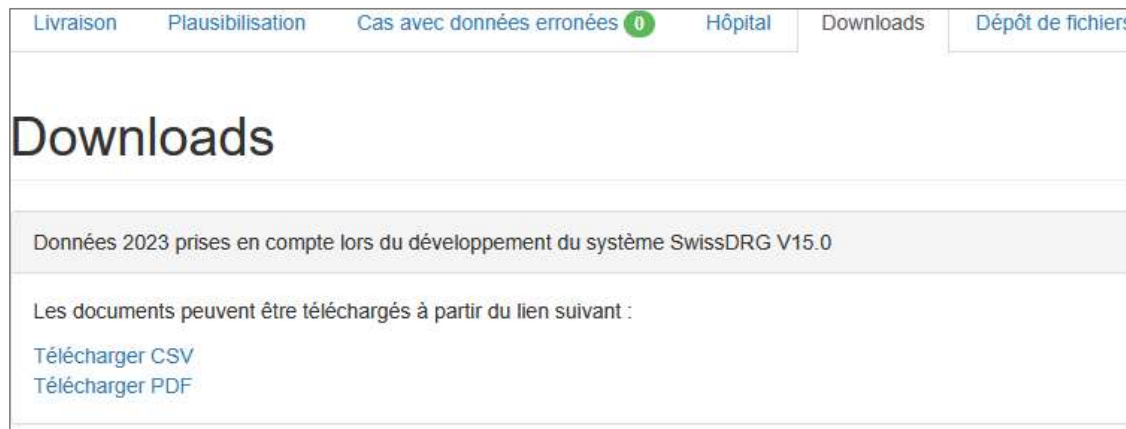 Livraison Plausibilisation Cas avec données erronées 0 Hôpital Downloads Dépôt de fichiers
Downloads
Données 2023 prises en compte lors du développement du système SwissDRG V15.0
Les documents peuvent être téléchargés à partir du lien suivant :
Télécharger CSV
Télécharger PDF